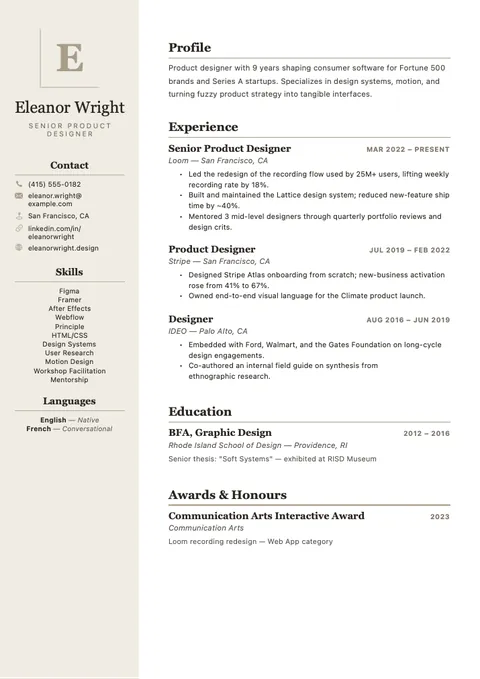 E
Eleanor Wright
SENIOR PRODUCT
DESIGNER
Contact
(415) 555-0182
eleanor.wright@
example.com
San Francisco, CA
linkedin.com/in/
eleanorwright
eleanorwright.design
Skills
Figma
Framer
After Effects
Webflow
Principle
HTML/CSS
Design Systems
User Research
Motion Design
Workshop Facilitation
Mentorship
Languages
English — Native
French — Conversational
Profile
Product designer with 9 years shaping consumer software for Fortune 500
brands and Series A startups. Specializes in design systems, motion, and
turning fuzzy product strategy into tangible interfaces.
Experience
Senior Product Designer MAR 2022 – PRESENT
Loom — San Francisco, CA
• Led the redesign of the recording flow used by 25M+ users, lifting weekly
recording rate by 18%.
• Built and maintained the Lattice design system; reduced new-feature ship
time by ~40%.
• Mentored 3 mid-level designers through quarterly portfolio reviews and
design crits.
Product Designer JUL 2019 – FEB 2022
Stripe — San Francisco, CA
• Designed Stripe Atlas onboarding from scratch; new-business activation
rose from 41% to 67%.
• Owned end-to-end visual language for the Climate product launch.
Designer AUG 2016 – JUN 2019
IDEO — Palo Alto, CA
• Embedded with Ford, Walmart, and the Gates Foundation on long-cycle
design engagements.
• Co-authored an internal field guide on synthesis from
ethnographic research.
Education
BFA, Graphic Design 2012 – 2016
Rhode Island School of Design — Providence, RI
Senior thesis: "Soft Systems" — exhibited at RISD Museum
Awards & Honours
Communication Arts Interactive Award 2023
Communication Arts
Loom recording redesign — Web App category